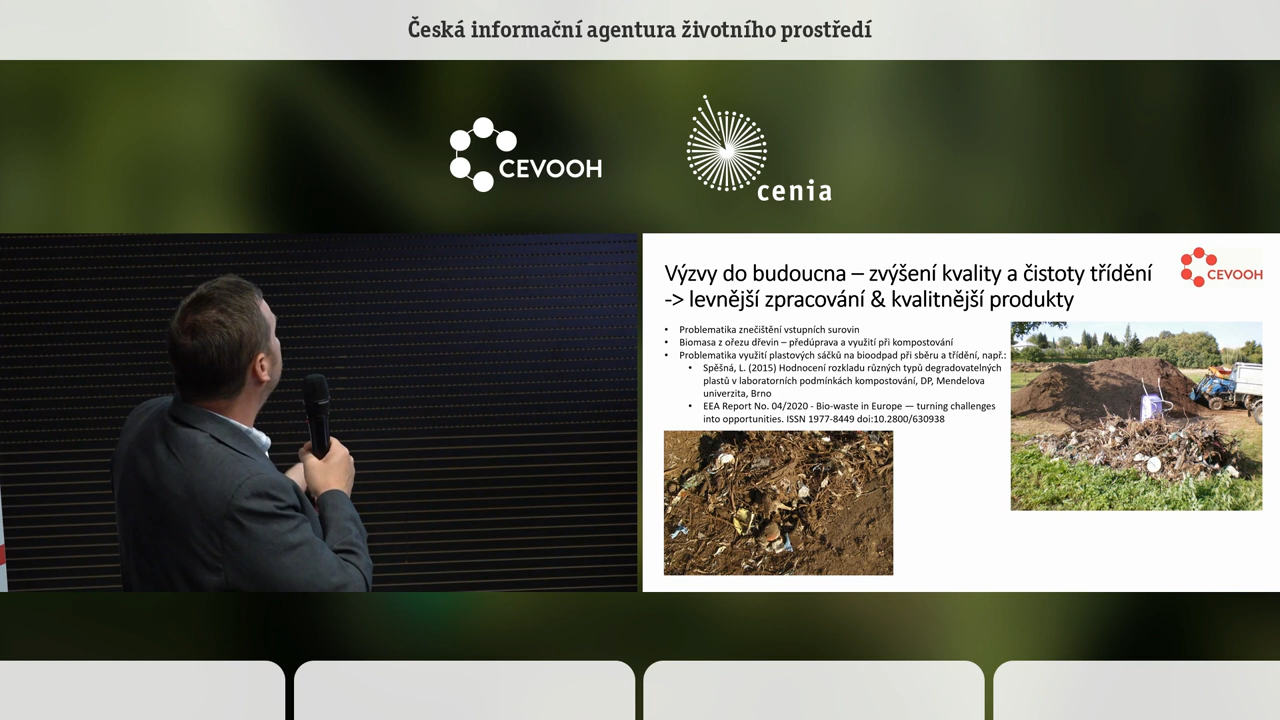 Česká informační agentura životního prostředí
CEVOOH
cenia
Výzvy do budoucna – zvýšení kvality a čistoty třídění
-> levnější zpracování & kvalitnější produkty
CEVOOH
• Problematika znečištění vstupních surovin
• Biomasa z ořezu dřevin – předúprava a využití při kompostování
• Problematika využití plastových sáčků na bioodpad při sběru a třídění, např.:
• Spěšná, L. (2015) Hodnocení rozkladu různých typů degradovatelných
plastů v laboratorních podmínkách kompostování, DP, Mendelova
univerzita, Brno
• EEA Report No. 04/2020 - Bio-waste in Europe — turning challenges
into opportunities. ISSN 1977-8449 doi:10.2800/630938